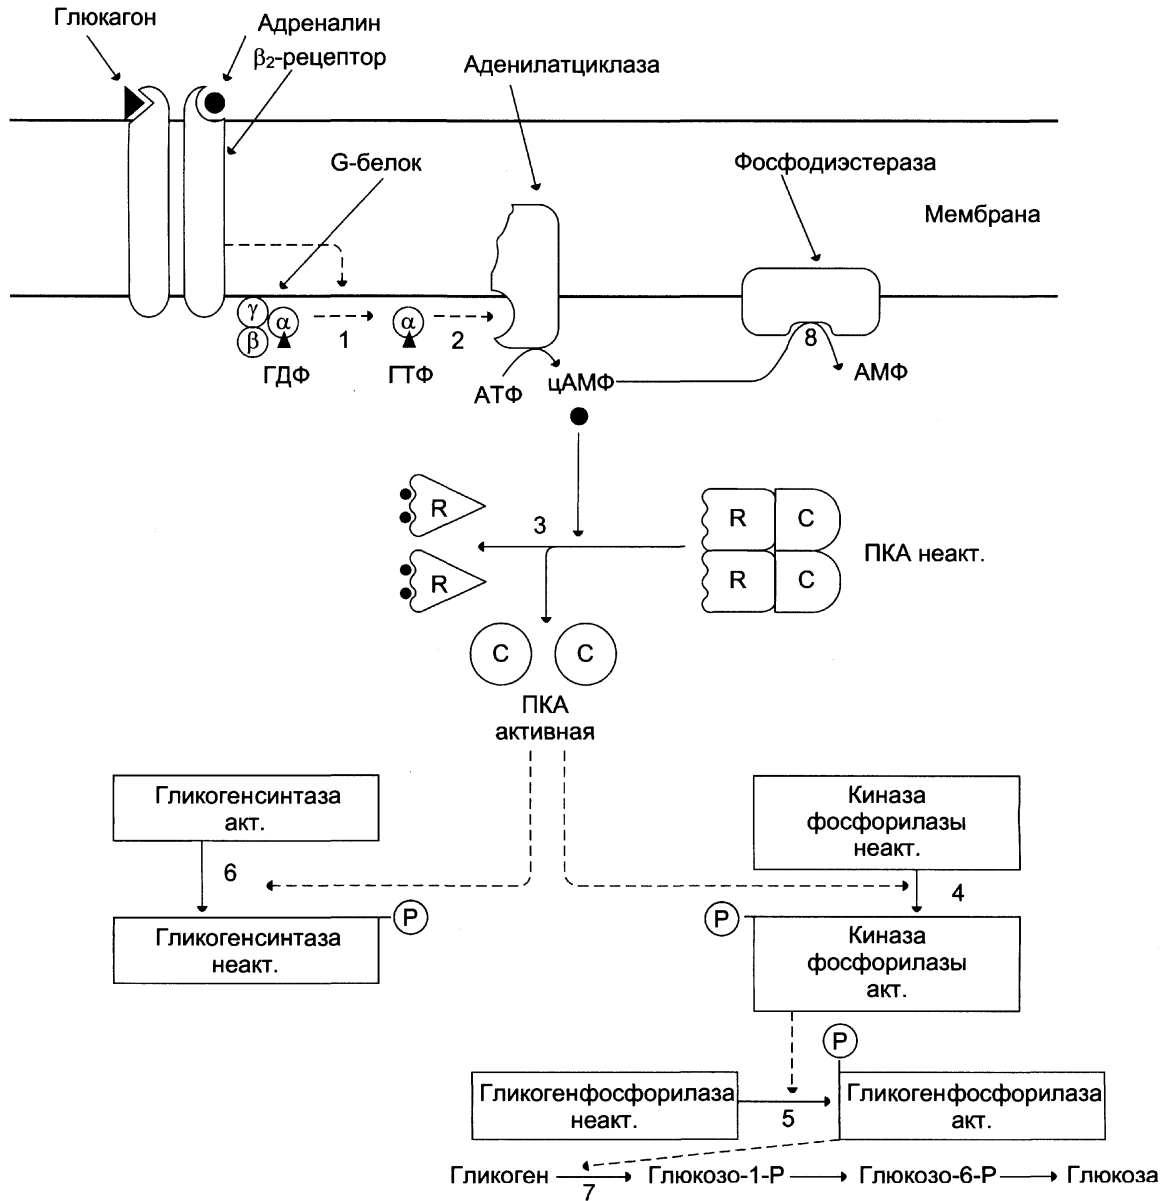 Глюкагон
Адреналин
β₂-рецептор
Аденилатциклаза
G-белок
Фосфодиэстераза
Мембрана
γ
α
β
1
α
2
8
ГДФ
ГТФ
АТФ
цАМФ
АМФ
R
3
R
C
ПКА неакт.
R
R
C
C
C
ПКА
активная
Гликогенсинтаза
акт.
Киназа
фосфорилазы
неакт.
6
4
P
P
Гликогенсинтаза
неакт.
Киназа
фосфорилазы
акт.
P
Гликогенфосфорилаза
неакт.
5
Гликогенфосфорилаза
акт.
Гликоген
7
Глюкозо-1-Р
Глюкозо-6-Р
Глюкоза